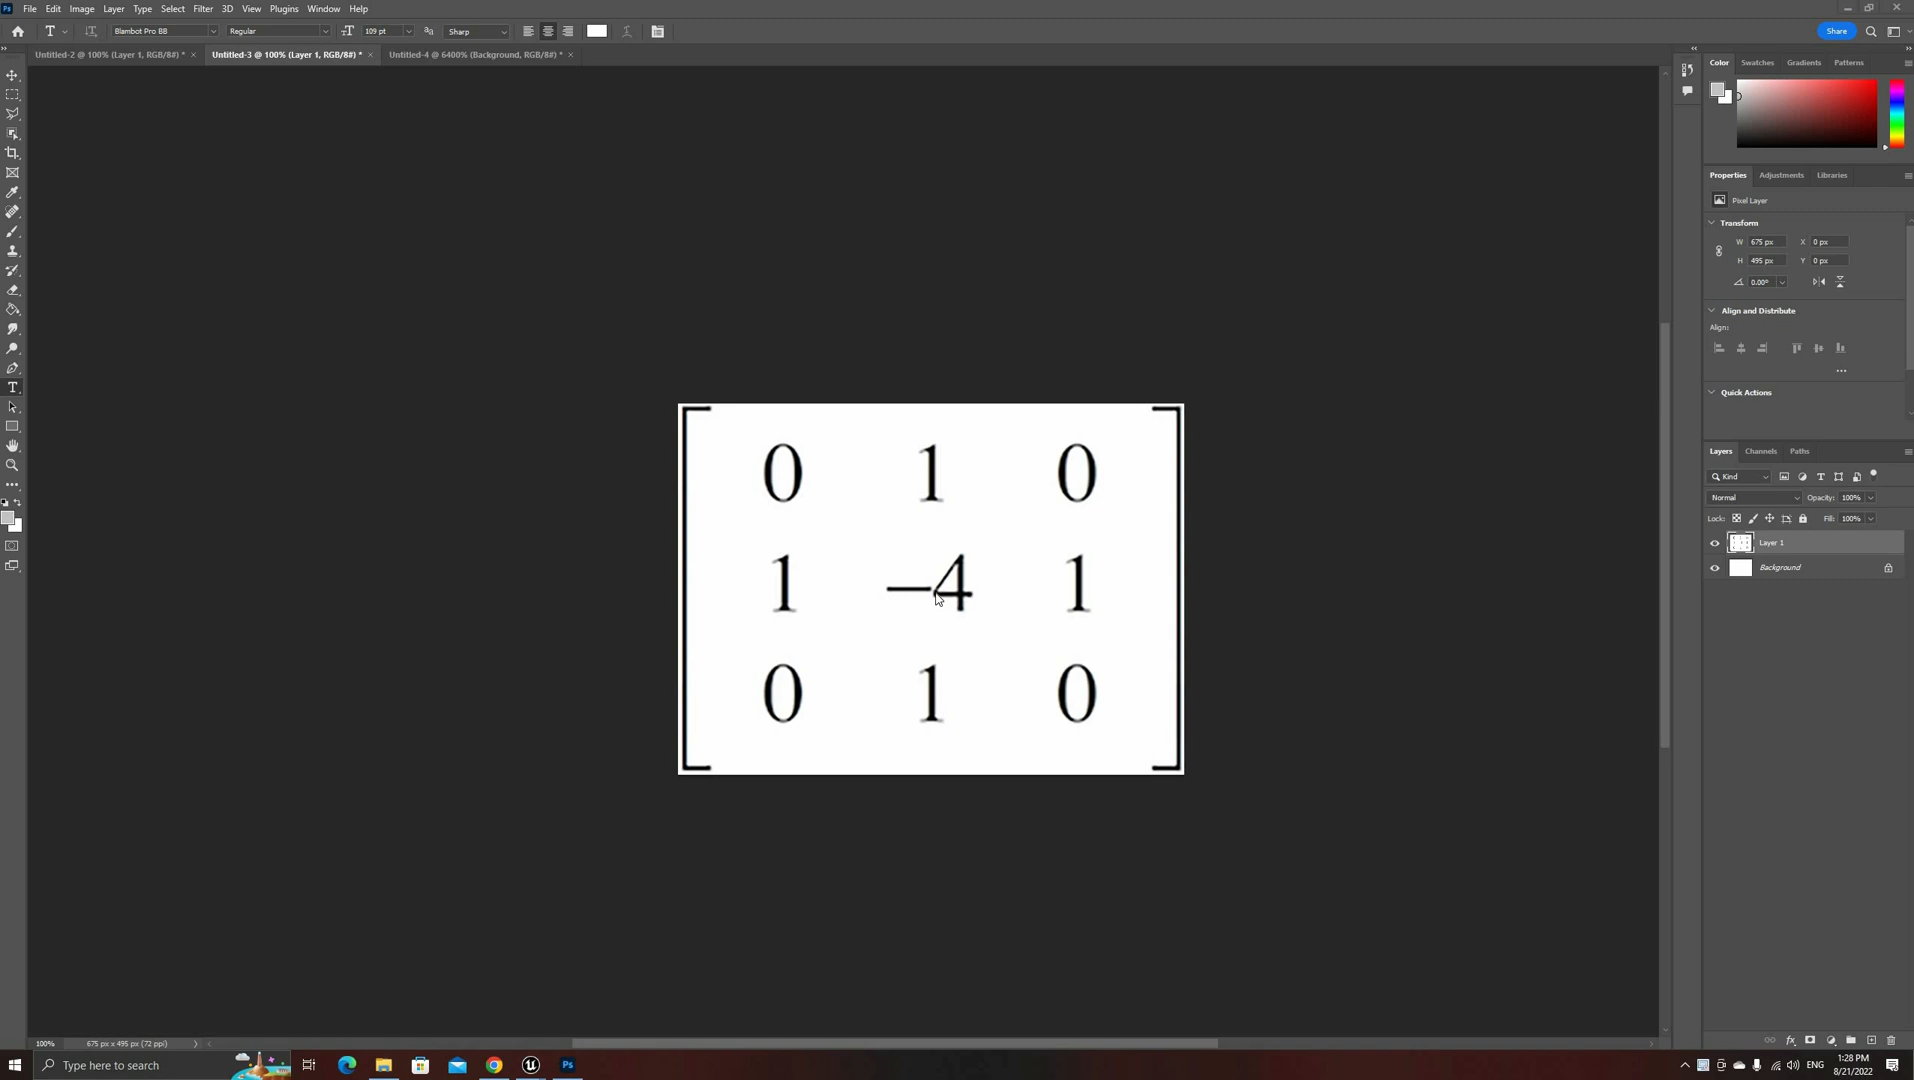 Ps File Edit Image Layer Type Select Filter 3D View Plugins Window Help
T Blambot Pro BB Regular 109 pt Sharp Share
Untitled-2 @ 100% (Layer 1, RGB/8#) * × Untitled-3 @ 100% (Layer 1, RGB/8#) * × Untitled-4 @ 6400% (Background, RGB/8#) * ×
Color Swatches Gradients Patterns
Properties Adjustments Libraries
Pixel Layer
Transform
W 675 px X 0 px
H 495 px Y 0 px
0.00°
Align and Distribute
Align:
Quick Actions
Layers Channels Paths
Kind
Normal Opacity: 100%
Lock: Fill: 100%
Layer 1
Background
0 1 0
1 −4 1
0 1 0
100% 675 px x 495 px (72 ppi)
Type here to search
Ps
ENG
1:28 PM
8/21/2022